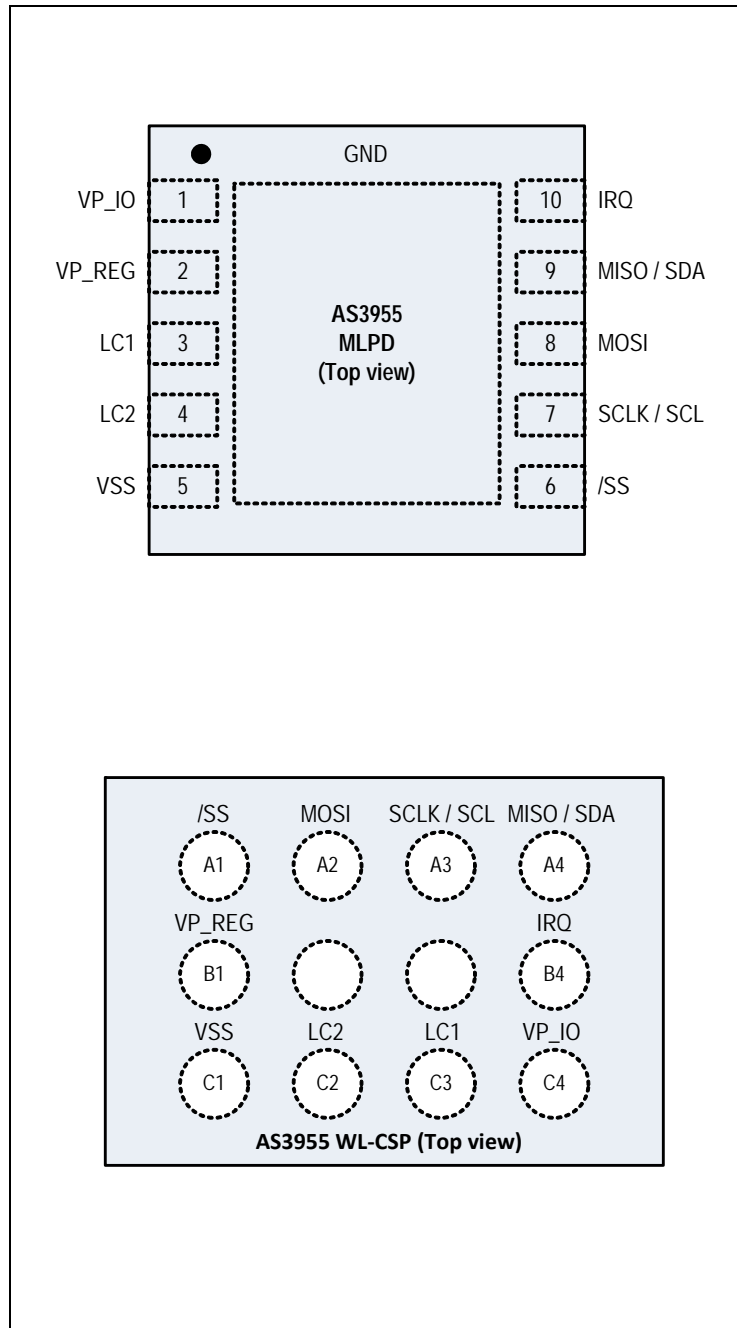 GND
VP_IO 1 10 IRQ
VP_REG 2 9 MISO / SDA
AS3955
MLPD
(Top view)
LC1 3 8 MOSI
LC2 4 7 SCLK / SCL
VSS 5 6 /SS
/SS MOSI SCLK / SCL MISO / SDA
A1 A2 A3 A4
VP_REG IRQ
B1 B4
VSS LC2 LC1 VP_IO
C1 C2 C3 C4
AS3955 WL-CSP (Top view)